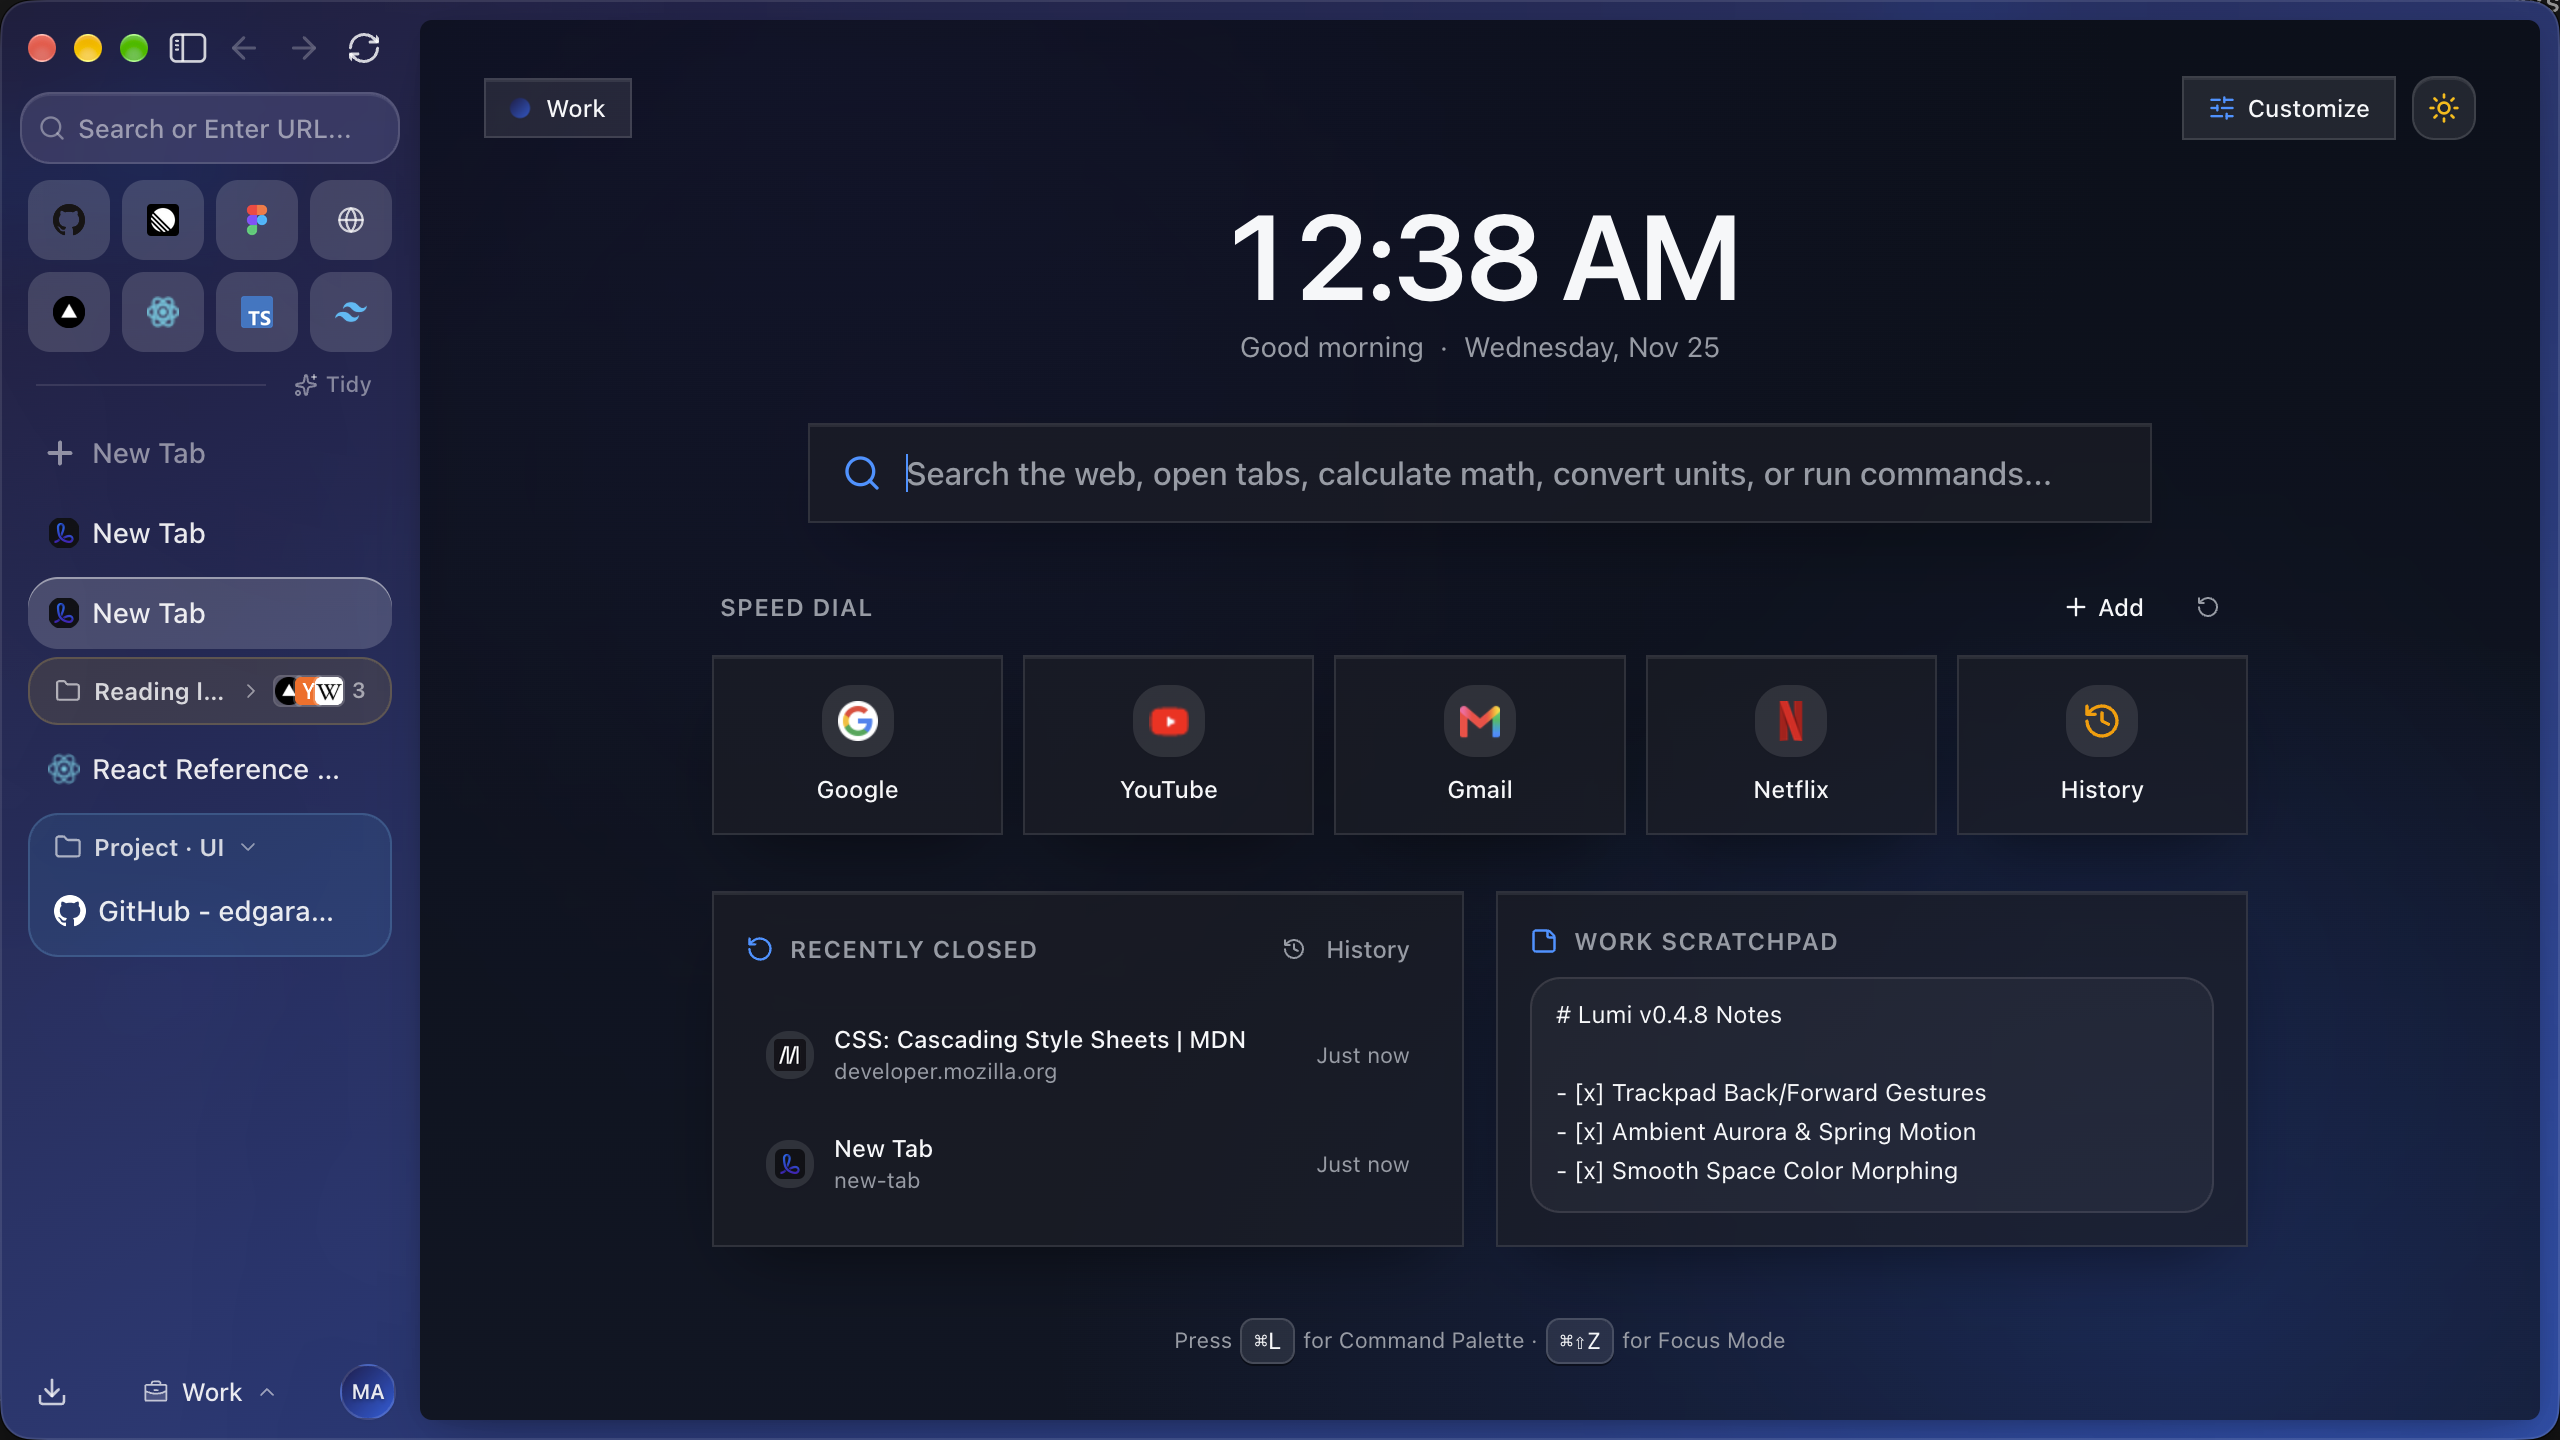 Search or Enter URL...
TS
Tidy
New Tab
New Tab
New Tab
Reading l... 3
React Reference ...
Project · UI
GitHub - edgara...
Work
MA
Work
Customize
12:38 AM
Good morning · Wednesday, Nov 25
Search the web, open tabs, calculate math, convert units, or run commands...
SPEED DIAL
Add
Google
YouTube
Gmail
Netflix
History
RECENTLY CLOSED
History
CSS: Cascading Style Sheets | MDN
developer.mozilla.org
Just now
New Tab
new-tab
Just now
WORK SCRATCHPAD
# Lumi v0.4.8 Notes
- [x] Trackpad Back/Forward Gestures
- [x] Ambient Aurora & Spring Motion
- [x] Smooth Space Color Morphing
Press ⌘L for Command Palette · ⌘⇧Z for Focus Mode